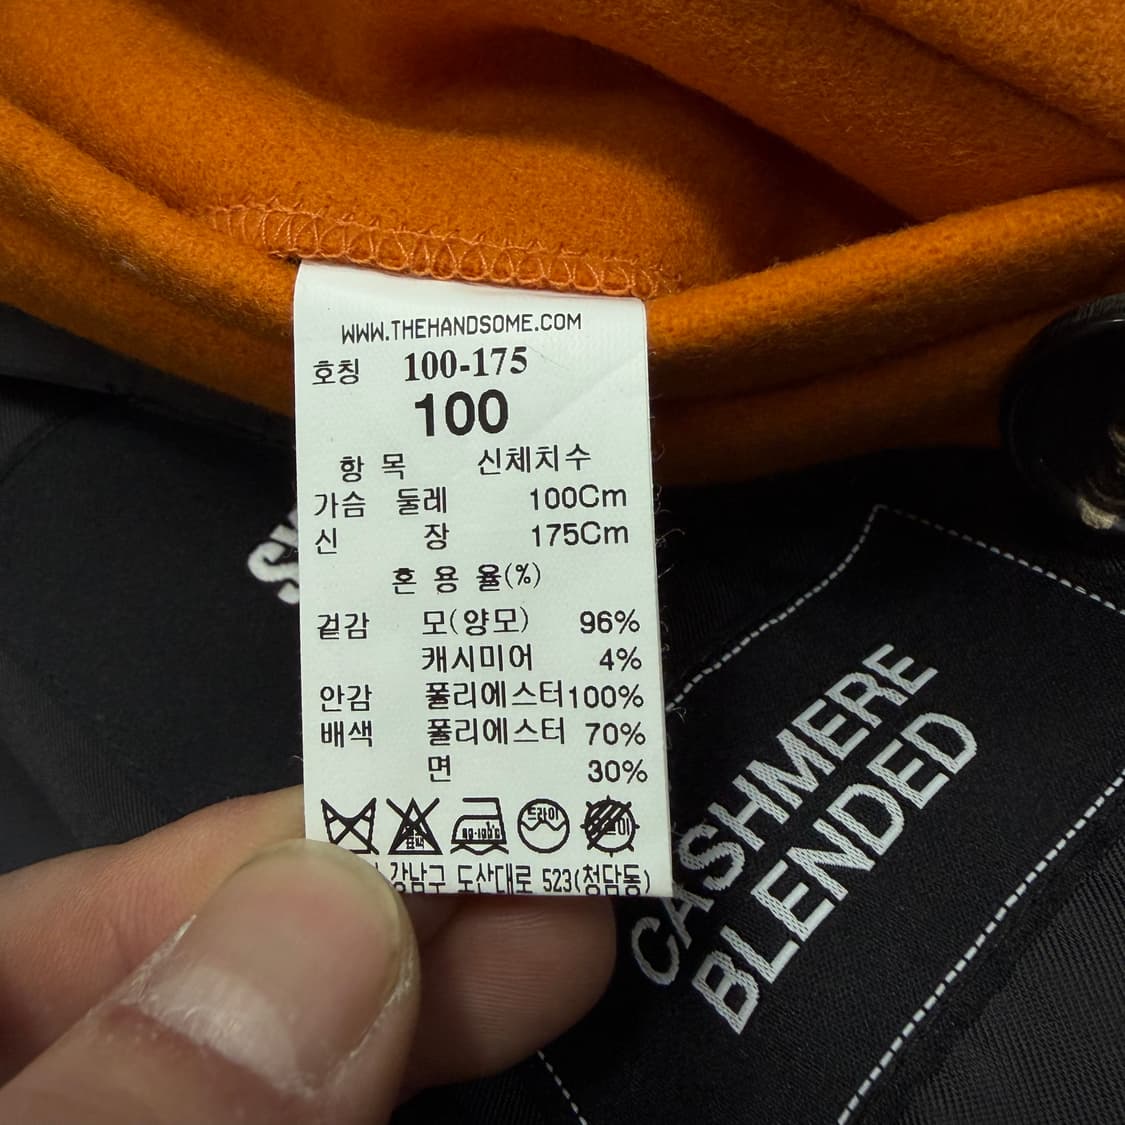 WWW.THEHANDSOME.COM
호칭 100-175
100
항 목 신체치수
가슴 둘레 100Cm
신 장 175Cm
혼 용 율(%)
겉감 모(양모) 96%
캐시미어 4%
안감 폴리에스터100%
배색 폴리에스터 70%
면 30%
드라이
강남구 도산대로 523(청담동)
CASHMERE
BLENDED